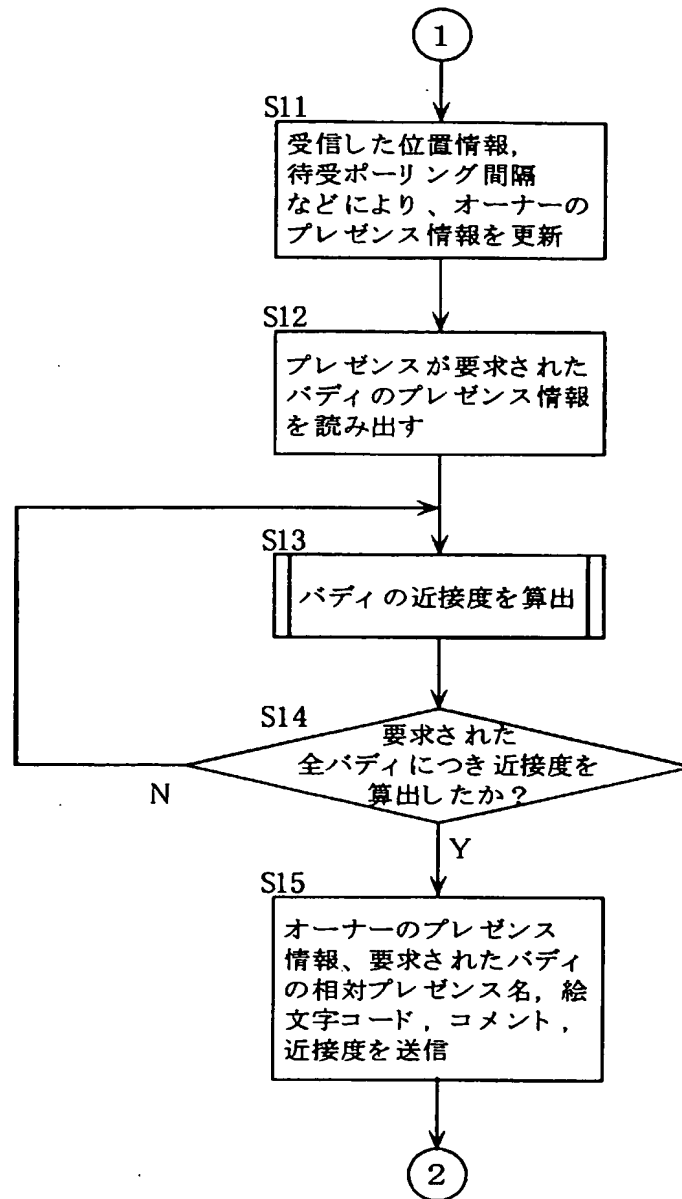 1
S11
受信した位置情報，
待受ポーリング間隔
などにより、オーナーの
プレゼンス情報を更新
S12
プレゼンスが要求された
バディのプレゼンス情報
を読み出す
S13
バディの近接度を算出
S14
要求された
全バディにつき近接度を
算出したか？
N
Y
S15
オーナーのプレゼンス
情報、要求されたバディ
の相対プレゼンス名，絵
文字コード，コメント，
近接度を送信
2